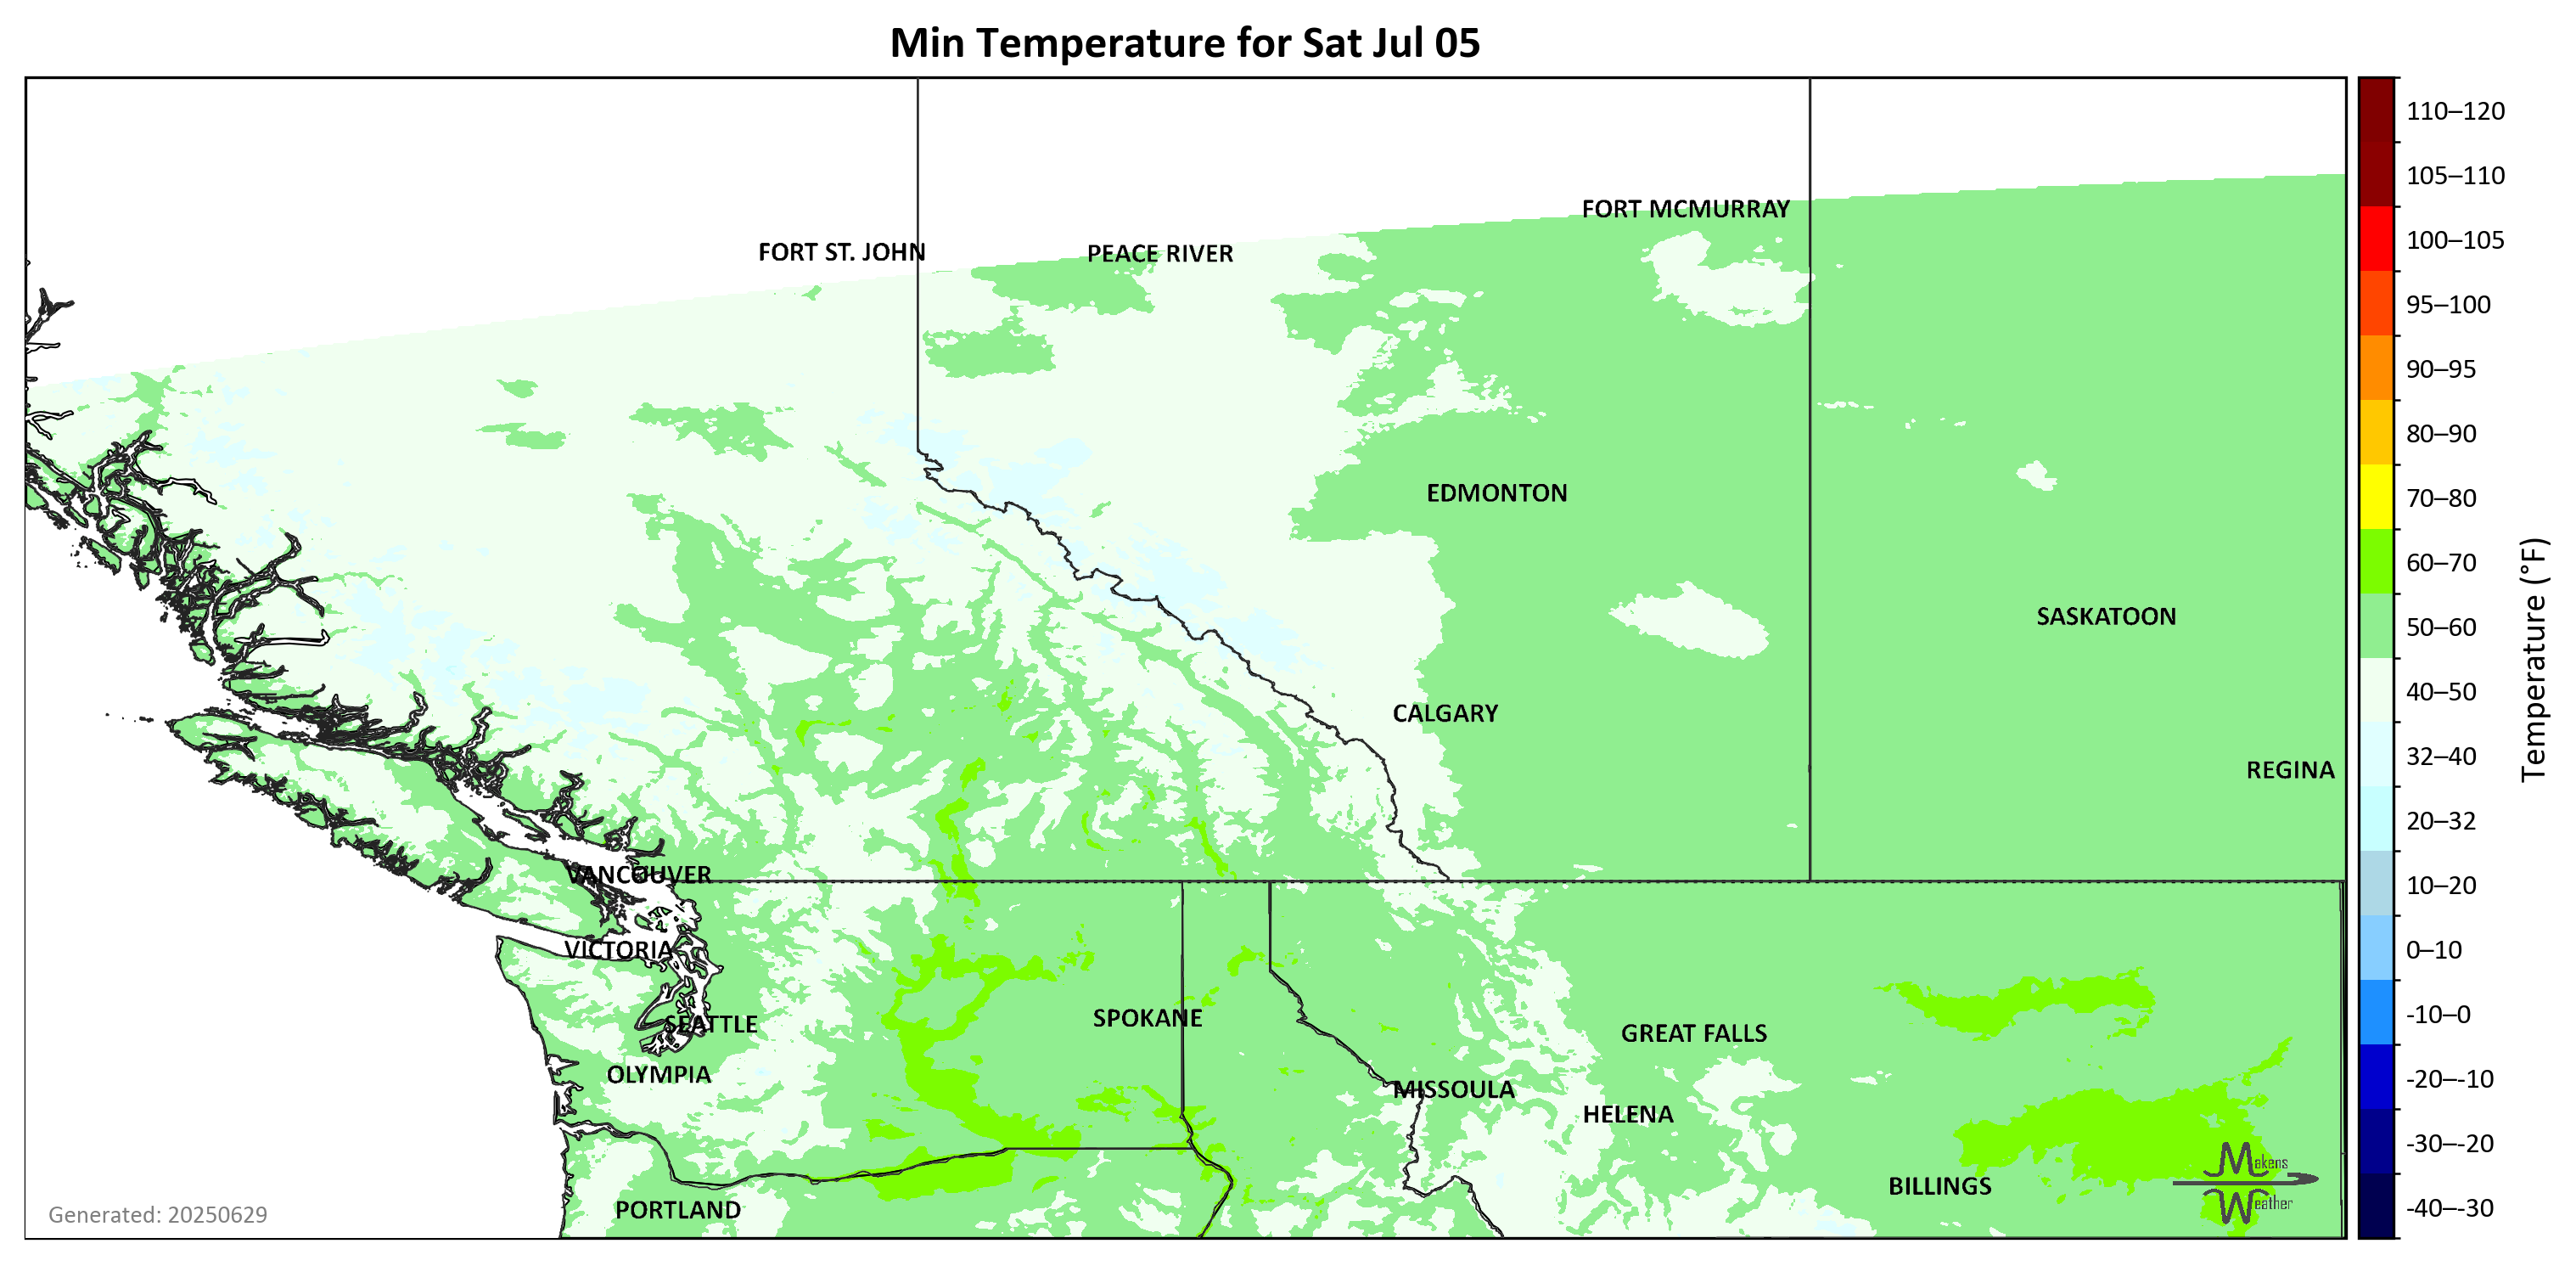 Min Temperature for Sat Jul 05
110–120
105–110
100–105
95–100
90–95
80–90
70–80
60–70
50–60
40–50
32–40
20–32
10–20
0–10
-10–0
-20–-10
-30–-20
-40–-30
Temperature (°F)
FORT MCMURRAY
FORT ST. JOHN
PEACE RIVER
EDMONTON
SASKATOON
CALGARY
REGINA
VANCOUVER
VICTORIA
SPOKANE
SEATTLE
GREAT FALLS
OLYMPIA
MISSOULA
HELENA
BILLINGS
PORTLAND
Makens
Weather
Generated: 20250629